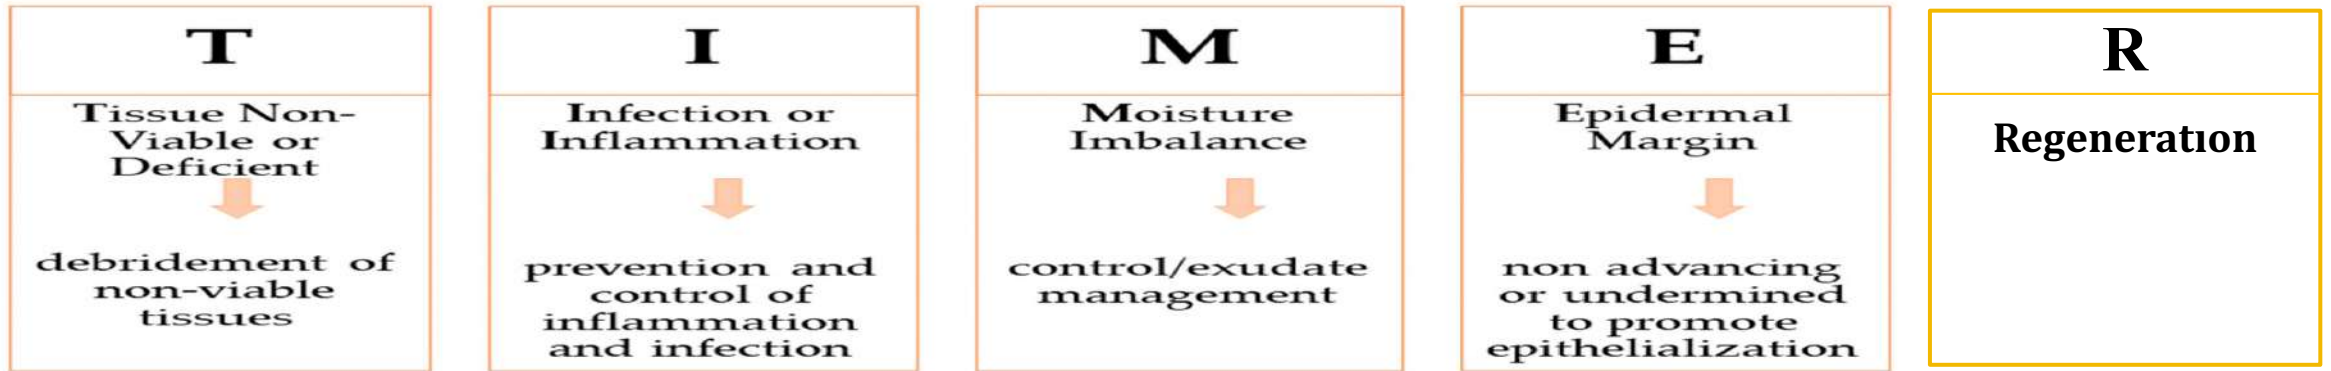 T
Tissue Non-
Viable or
Deficient
debridement of
non-viable
tissues
I
Infection or
Inflammation
prevention and
control of
inflammation
and infection
M
Moisture
Imbalance
control/exudate
management
E
Epidermal
Margin
non advancing
or undermined
to promote
epithelialization
R
Regeneratıon